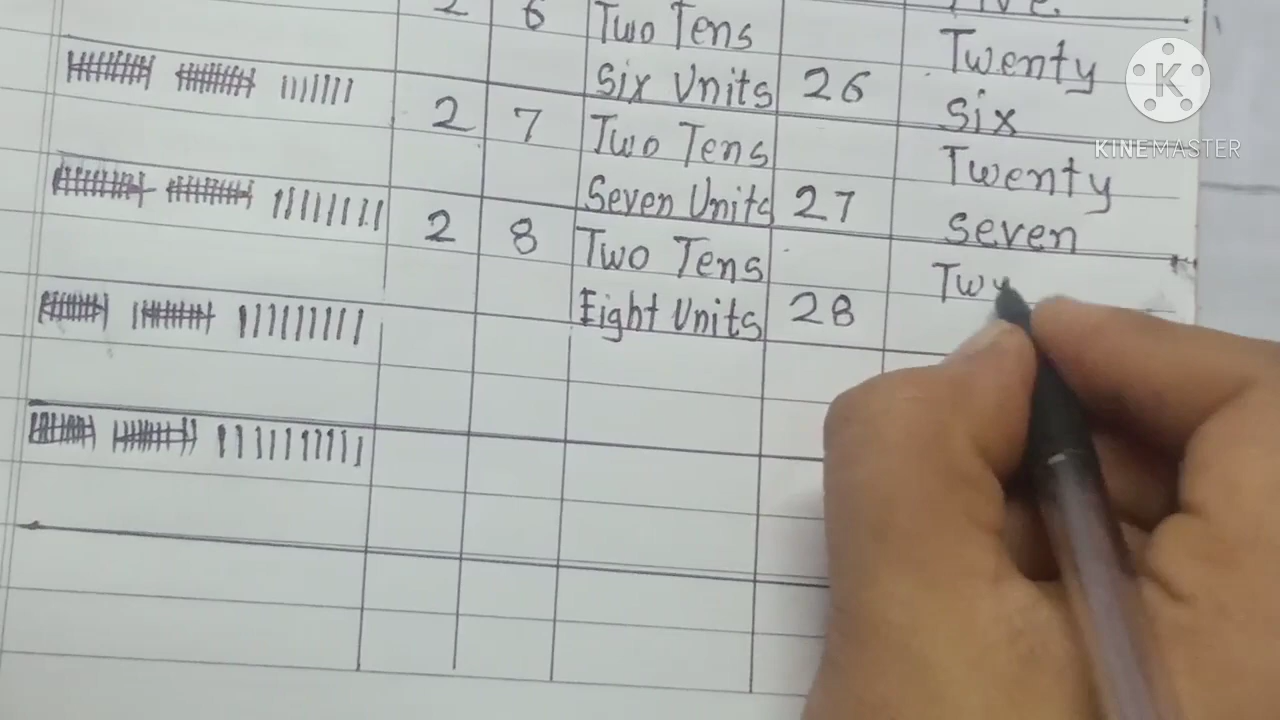 2 6 Two Tens
Six Units 26 Twenty
Six
2 7 Two Tens
Seven Units 27 Twenty
Seven
2 8 Two Tens
Eight Units 28 Tw
K
KINEMASTER